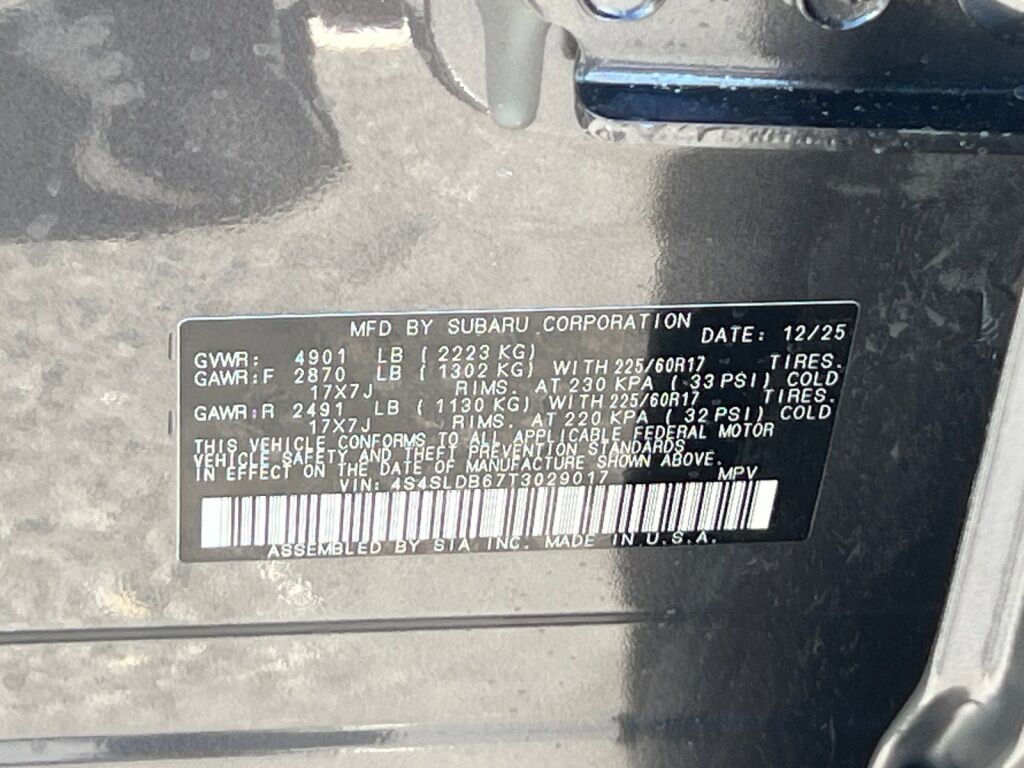 MFD BY SUBARU CORPORATION DATE: 12/25
GVWR: 4901 LB ( 2223 KG)
GAWR:F 2870 LB ( 1302 KG) WITH 225/60R17 TIRES.
17X7J RIMS. AT 230 KPA ( 33 PSI) COLD
GAWR:R 2491 LB ( 1130 KG) WITH 225/60R17 TIRES.
17X7J RIMS. AT 220 KPA ( 32 PSI) COLD
THIS VEHICLE CONFORMS TO ALL APPLICABLE FEDERAL MOTOR
VEHICLE SAFETY AND THEFT PREVENTION STANDARDS
IN EFFECT ON THE DATE OF MANUFACTURE SHOWN ABOVE.
VIN: 4S4SLDB67T3029017 MPV
ASSEMBLED BY SIA INC. MADE IN U.S.A.